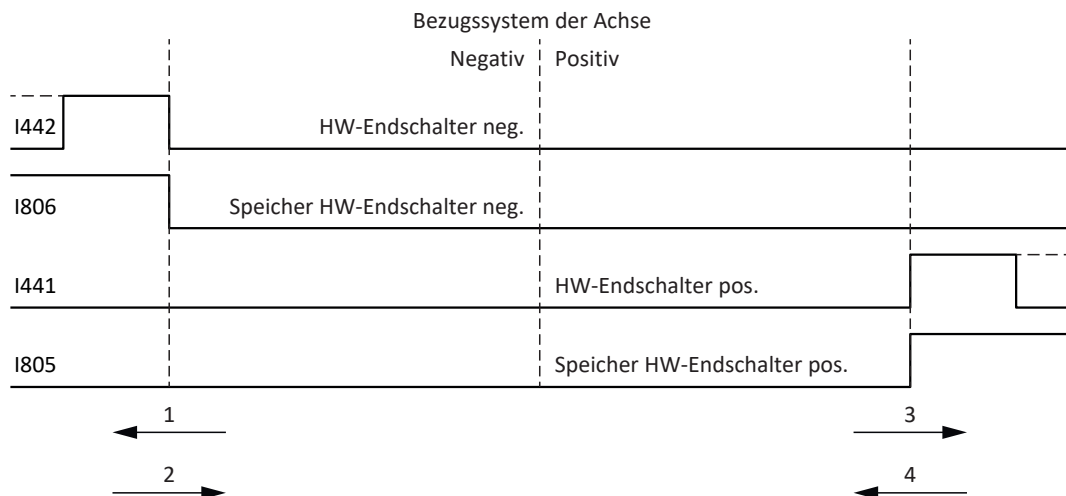 Bezugssystem der Achse
Negativ Positiv
I442 HW-Endschalter neg.
I806 Speicher HW-Endschalter neg.
I441 HW-Endschalter pos.
I805 Speicher HW-Endschalter pos.
1 3
2 4